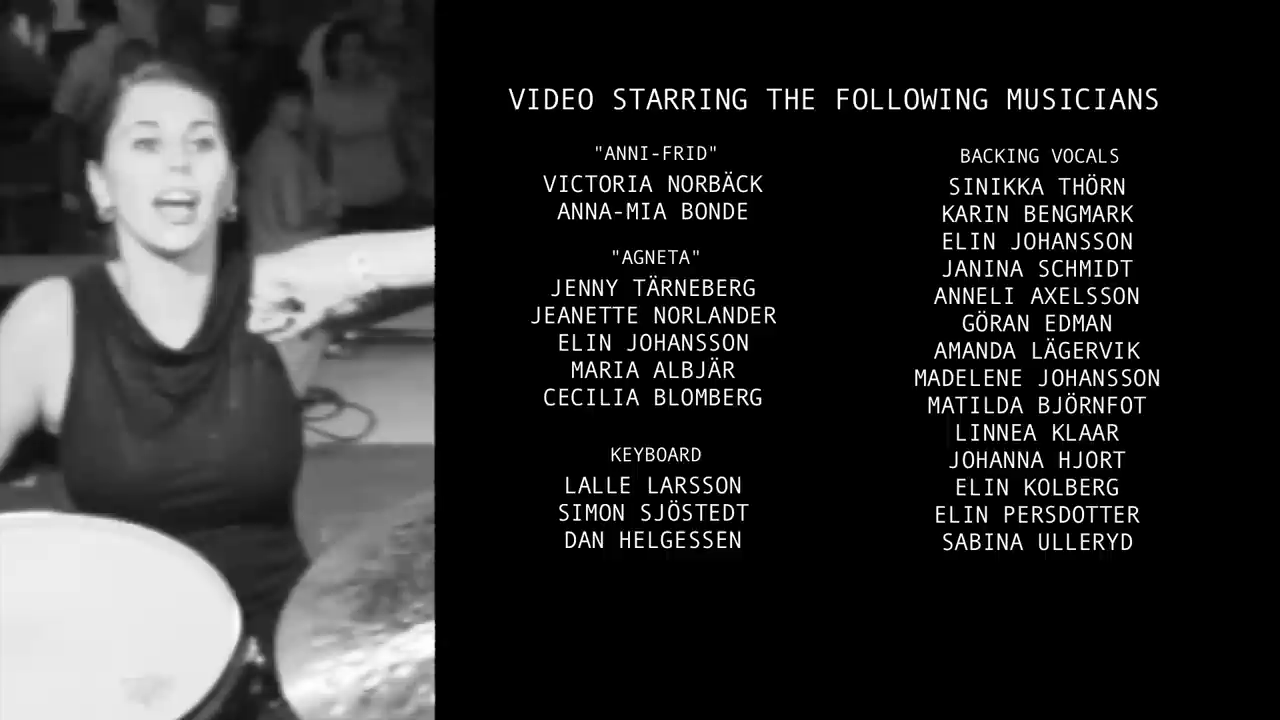 VIDEO STARRING THE FOLLOWING MUSICIANS
"ANNI-FRID"
VICTORIA NORBÄCK
ANNA-MIA BONDE
"AGNETA"
JENNY TÄRNEBERG
JEANETTE NORLANDER
ELIN JOHANSSON
MARIA ALBJÄR
CECILIA BLOMBERG
KEYBOARD
LALLE LARSSON
SIMON SJÖSTEDT
DAN HELGESSEN
BACKING VOCALS
SINIKKA THÖRN
KARIN BENGMARK
ELIN JOHANSSON
JANINA SCHMIDT
ANNELI AXELSSON
GÖRAN EDMAN
AMANDA LÄGERVIK
MADELENE JOHANSSON
MATILDA BJÖRNFOT
LINNEA KLAAR
JOHANNA HJORT
ELIN KOLBERG
ELIN PERSDOTTER
SABINA ULLERYD